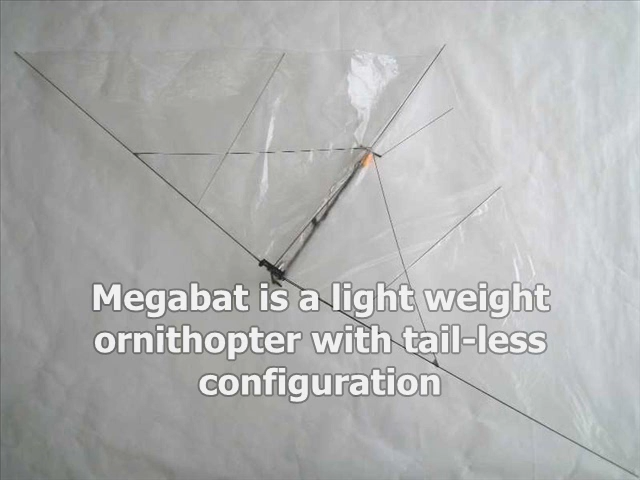 Megabat is a light weight
ornithopter with tail-less
configuration